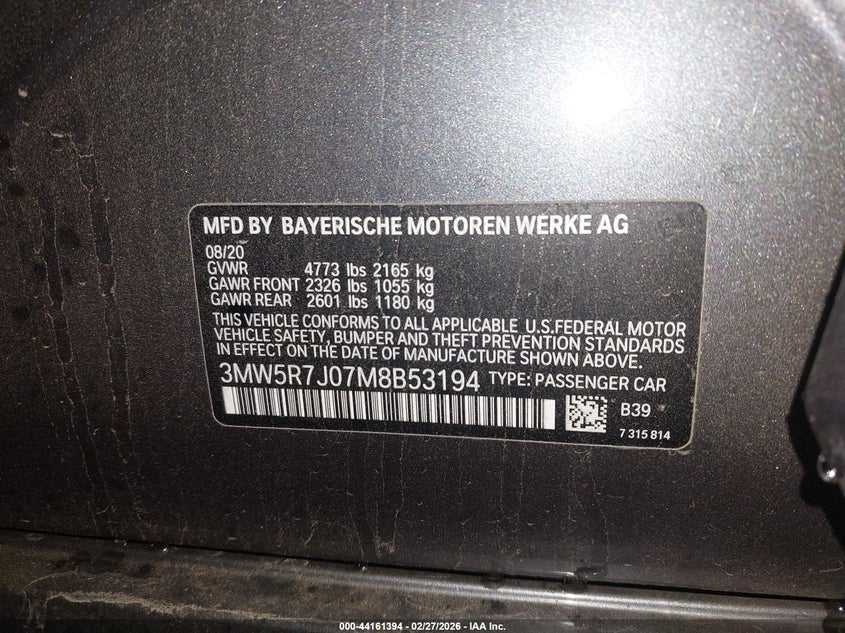 MFD BY BAYERISCHE MOTOREN WERKE AG
08/20
GVWR 4773 lbs 2165 kg
GAWR FRONT 2326 lbs 1055 kg
GAWR REAR 2601 lbs 1180 kg
THIS VEHICLE CONFORMS TO ALL APPLICABLE U.S.FEDERAL MOTOR
VEHICLE SAFETY, BUMPER AND THEFT PREVENTION STANDARDS
IN EFFECT ON THE DATE OF MANUFACTURE SHOWN ABOVE.
3MW5R7J07M8B53194 TYPE: PASSENGER CAR
B39
7 315 814
000-44161394 - 02/27/2026 - IAA Inc.